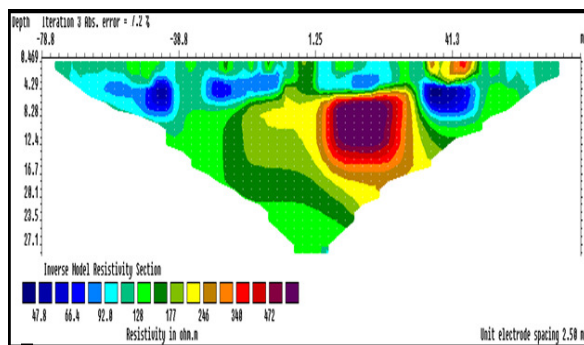 Depth Iteration 3 Abs. error = 7.2 %
-78.8 -38.8 1.25 41.3 m
0.469
4.29
8.26
12.4
16.7
20.1
23.5
27.1
Inverse Model Resistivity Section
47.8 66.4 92.0 128 177 246 340 472
Resistivity in ohm.m
Unit electrode spacing 2.50 m